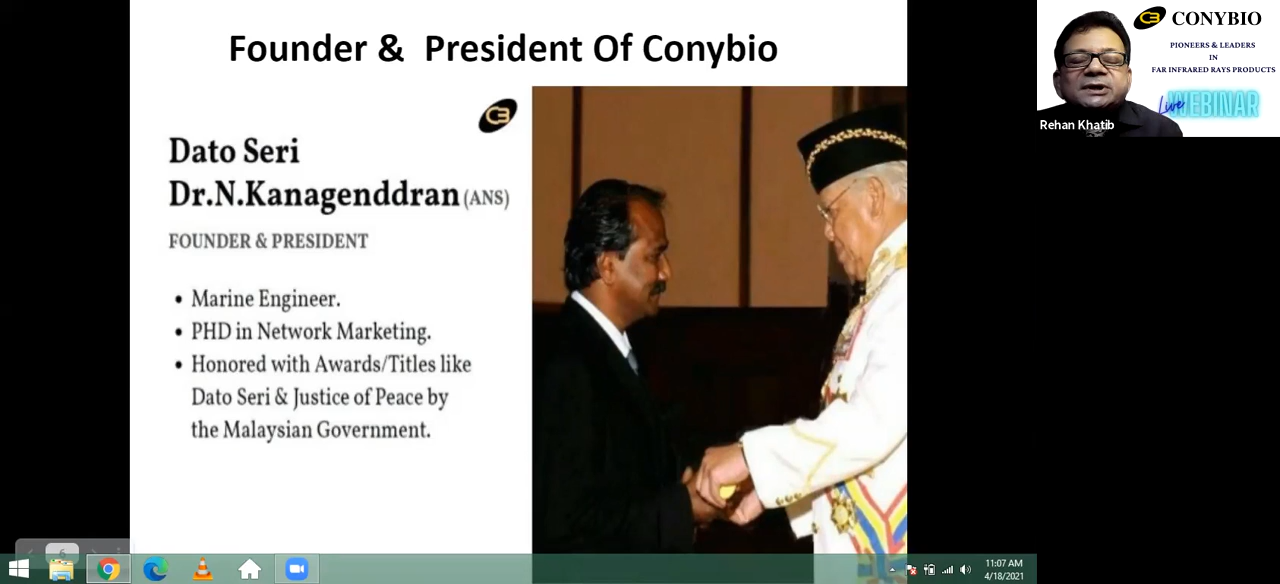 Founder & President Of Conybio
Dato Seri
Dr.N.Kanagenddran (ANS)
FOUNDER & PRESIDENT
• Marine Engineer.
• PHD in Network Marketing.
• Honored with Awards/Titles like
Dato Seri & Justice of Peace by
the Malaysian Government.
CB CONYBIO
PIONEERS & LEADERS
IN
FAR INFRARED RAYS PRODUCTS
Live WEBINAR
Rehan Khatib
6
11:07 AM
4/18/2021